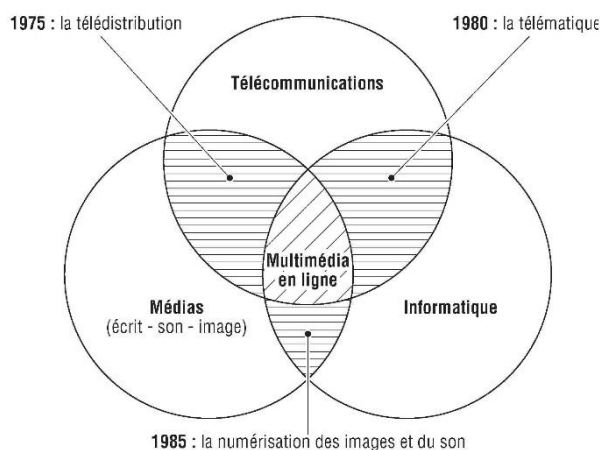 1975 : la télédistribution
1980 : la télématique
Télécommunications
Multimédia
en ligne
Médias
(écrit - son - image)
Informatique
1985 : la numérisation des images et du son